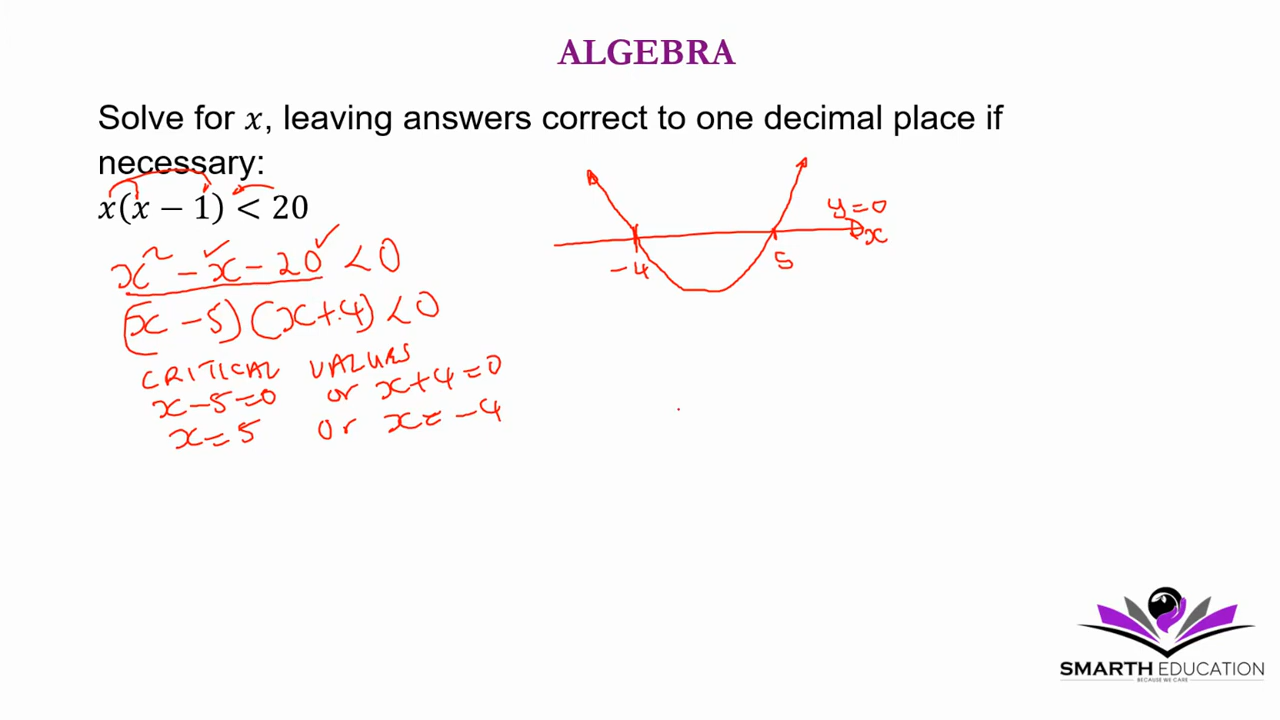 ALGEBRA
Solve for x, leaving answers correct to one decimal place if
necessary:
x(x − 1) < 20
x² − x − 20 < 0
(x − 5)(x + 4) < 0
CRITICAL VALUES
x − 5 = 0 or x + 4 = 0
x = 5 or x = −4
y = 0
x
−4
5
SMARTH EDUCATION
BECAUSE WE CARE